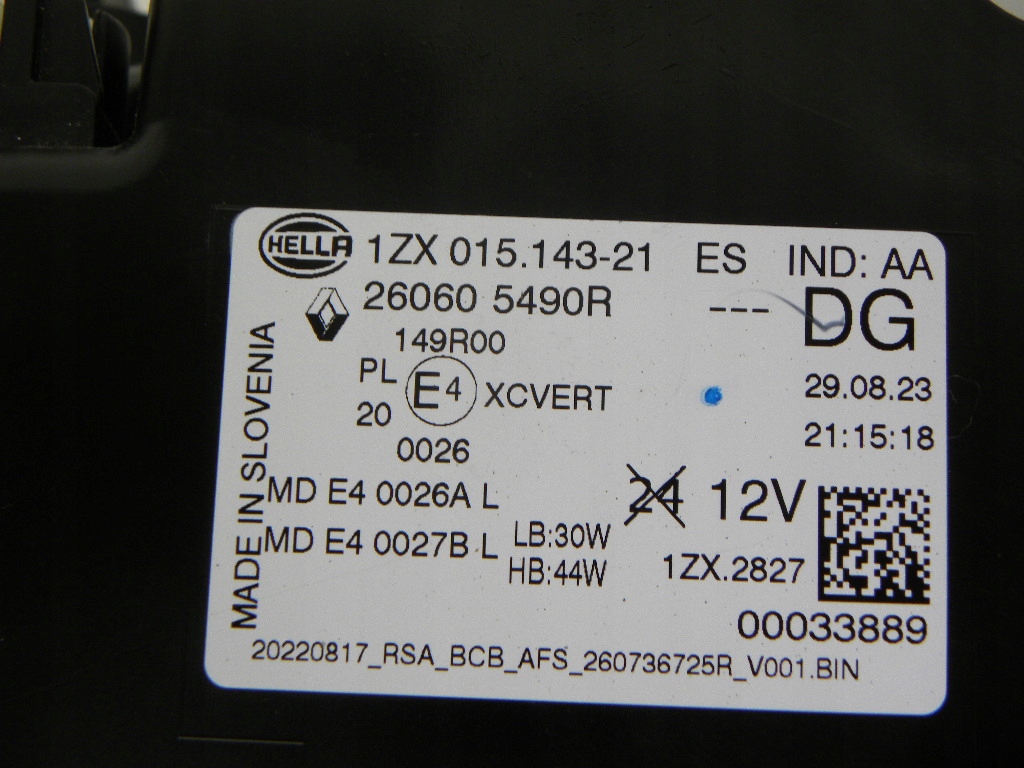 HELLA 1ZX 015.143-21 ES IND: AA
26060 5490R --- DG
149R00
PL E4 XCVERT 29.08.23
20
0026 21:15:18
MD E4 0026A L 24 12V
MD E4 0027B L LB:30W
HB:44W 1ZX.2827
00033889
20220817_RSA_BCB_AFS_260736725R_V001.BIN
MADE IN SLOVENIA